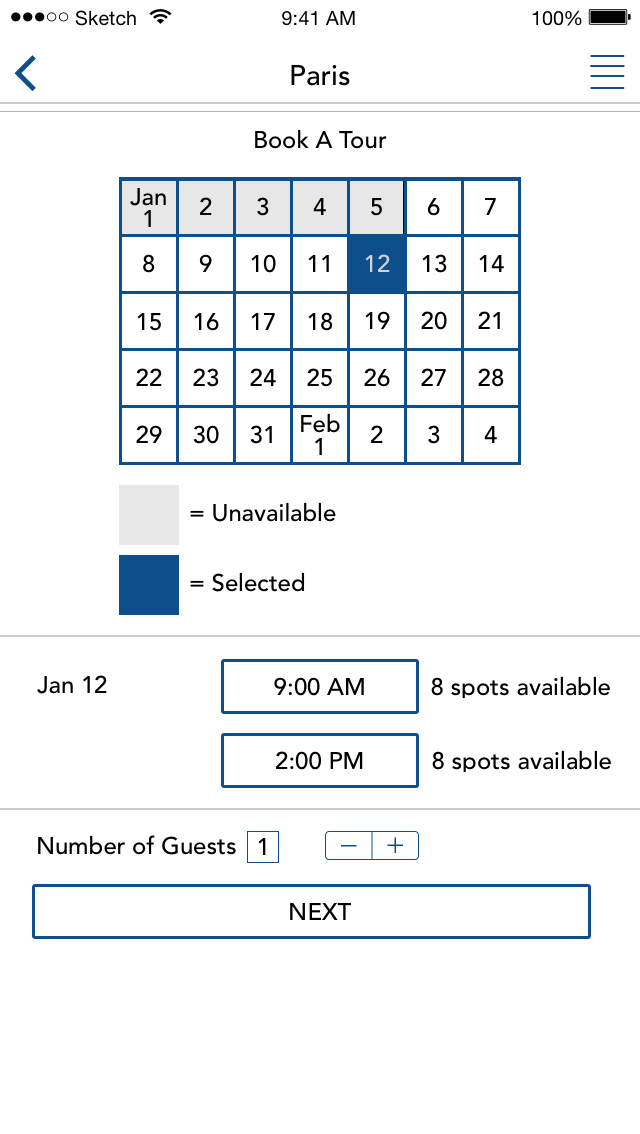 Sketch 9:41 AM 100%
Paris
Book A Tour
Jan 1 2 3 4 5 6 7
8 9 10 11 12 13 14
15 16 17 18 19 20 21
22 23 24 25 26 27 28
29 30 31 Feb 1 2 3 4
= Unavailable
= Selected
Jan 12 9:00 AM 8 spots available
2:00 PM 8 spots available
Number of Guests 1 − +
NEXT